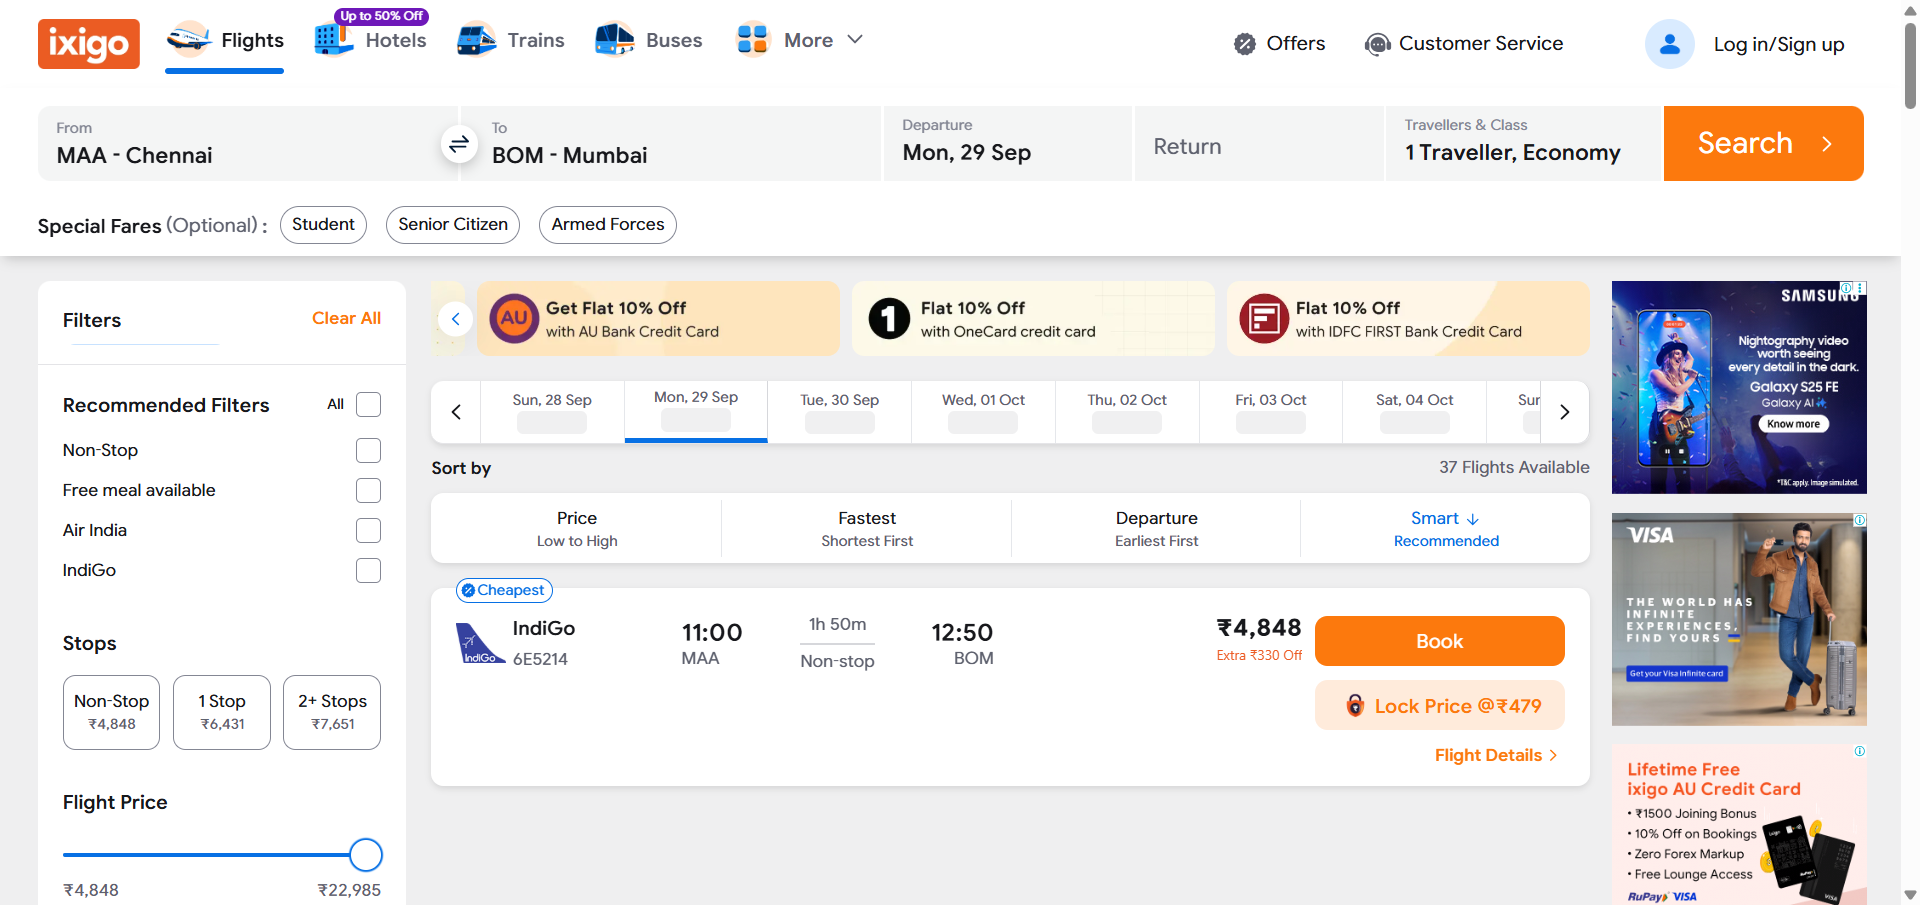 ixigo
Flights
Up to 50% Off
Hotels
Trains
Buses
More
Offers
Customer Service
Log in/Sign up
From
MAA - Chennai
To
BOM - Mumbai
Departure
Mon, 29 Sep
Return
Travellers & Class
1 Traveller, Economy
Search
Special Fares (Optional) :
Student
Senior Citizen
Armed Forces
Filters
Clear All
Recommended Filters
All
Non-Stop
Free meal available
Air India
IndiGo
Stops
Non-Stop
₹4,848
1 Stop
₹6,431
2+ Stops
₹7,651
Flight Price
₹4,848
₹22,985
AU
Get Flat 10% Off
with AU Bank Credit Card
1
Flat 10% Off
with OneCard credit card
Flat 10% Off
with IDFC FIRST Bank Credit Card
Sun, 28 Sep
Mon, 29 Sep
Tue, 30 Sep
Wed, 01 Oct
Thu, 02 Oct
Fri, 03 Oct
Sat, 04 Oct
Sur
Sort by
37 Flights Available
Price
Low to High
Fastest
Shortest First
Departure
Earliest First
Smart
Recommended
Cheapest
IndiGo
IndiGo
6E5214
11:00
MAA
1h 50m
Non-stop
12:50
BOM
₹4,848
Extra ₹330 Off
Book
Lock Price @₹479
Flight Details
SAMSUNG
Nightography video
worth seeing
every detail in the dark.
Galaxy S25 FE
Galaxy AI
Know more
*T&C apply. Image simulated.
VISA
THE WORLD HAS
INFINITE
EXPERIENCES,
FIND YOURS
Get your Visa Infinite card
Lifetime Free
ixigo AU Credit Card
• ₹1500 Joining Bonus
• 10% Off on Bookings
• Zero Forex Markup
• Free Lounge Access
RuPay VISA